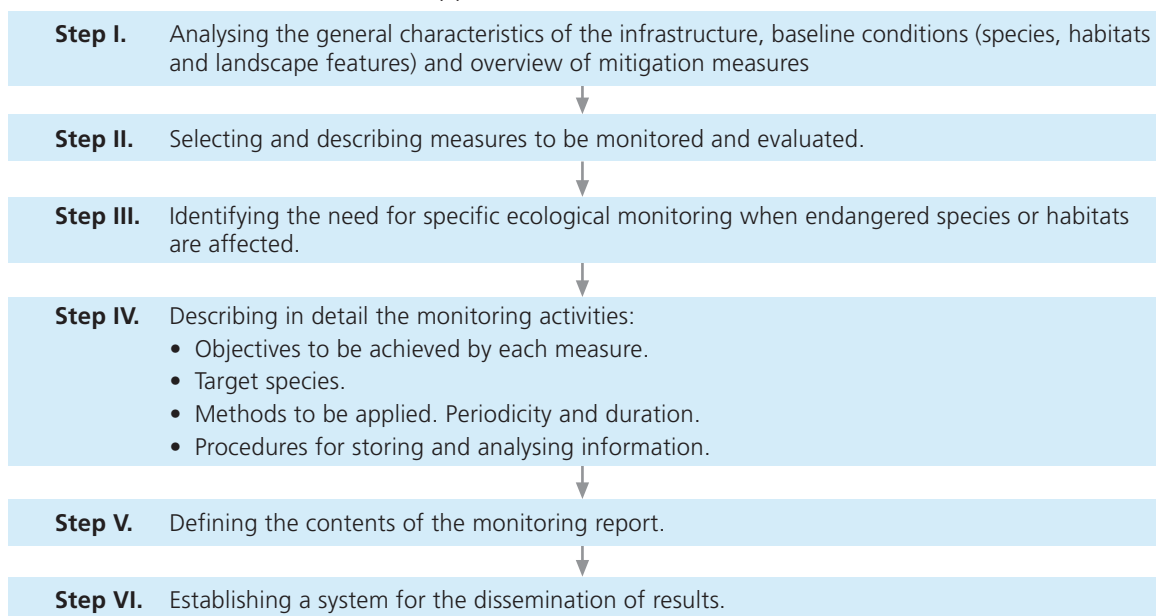 Step I. Analysing the general characteristics of the infrastructure, baseline conditions (species, habitats
and landscape features) and overview of mitigation measures
Step II. Selecting and describing measures to be monitored and evaluated.
Step III. Identifying the need for specific ecological monitoring when endangered species or habitats
are affected.
Step IV. Describing in detail the monitoring activities:
• Objectives to be achieved by each measure.
• Target species.
• Methods to be applied. Periodicity and duration.
• Procedures for storing and analysing information.
Step V. Defining the contents of the monitoring report.
Step VI. Establishing a system for the dissemination of results.